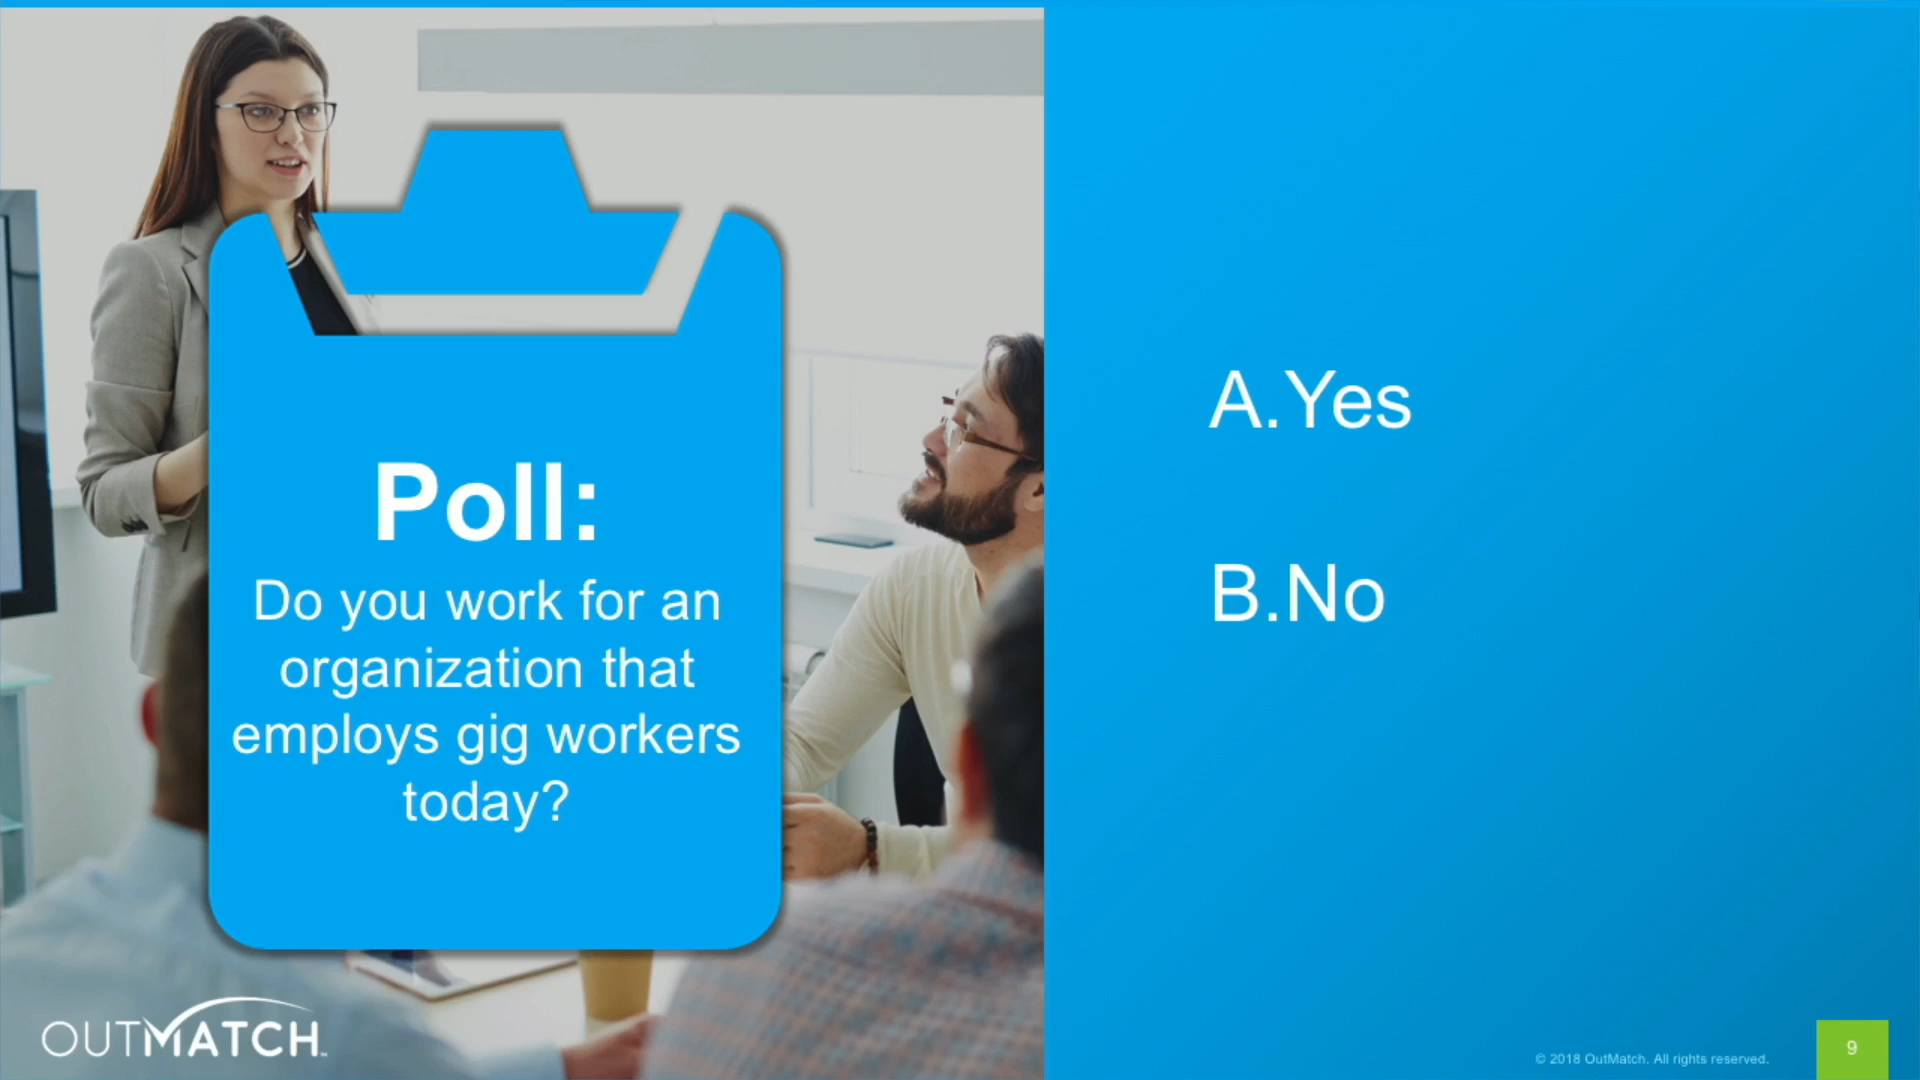 Poll:
Do you work for an
organization that
employs gig workers
today?
A.Yes
B.No
OUTMATCH™
© 2018 OutMatch. All rights reserved.
9